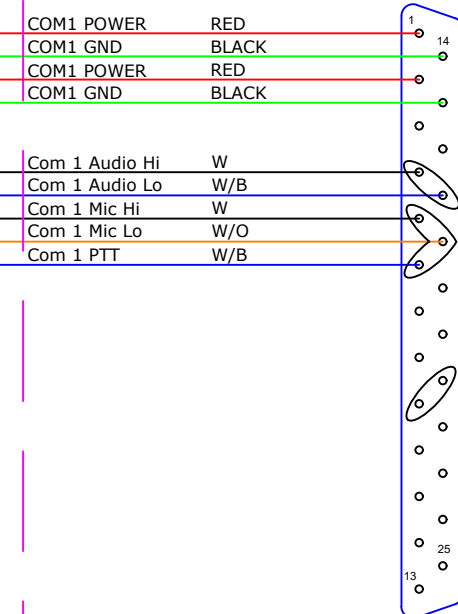 COM1 POWER RED 1
COM1 GND BLACK 14
COM1 POWER RED
COM1 GND BLACK
Com 1 Audio Hi W
Com 1 Audio Lo W/B
Com 1 Mic Hi W
Com 1 Mic Lo W/O
Com 1 PTT W/B
25
13